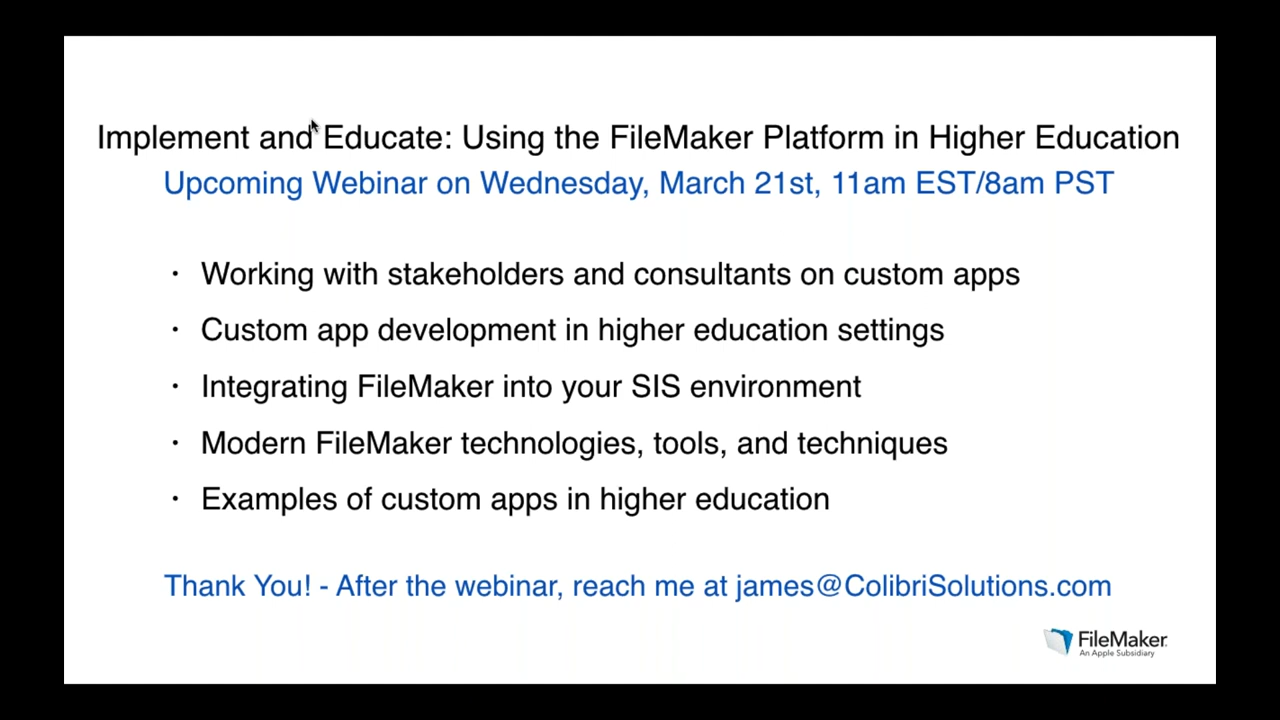 Implement and Educate: Using the FileMaker Platform in Higher Education
Upcoming Webinar on Wednesday, March 21st, 11am EST/8am PST
• Working with stakeholders and consultants on custom apps
• Custom app development in higher education settings
• Integrating FileMaker into your SIS environment
• Modern FileMaker technologies, tools, and techniques
• Examples of custom apps in higher education
Thank You! - After the webinar, reach me at james@ColibriSolutions.com
FileMaker
An Apple Subsidiary